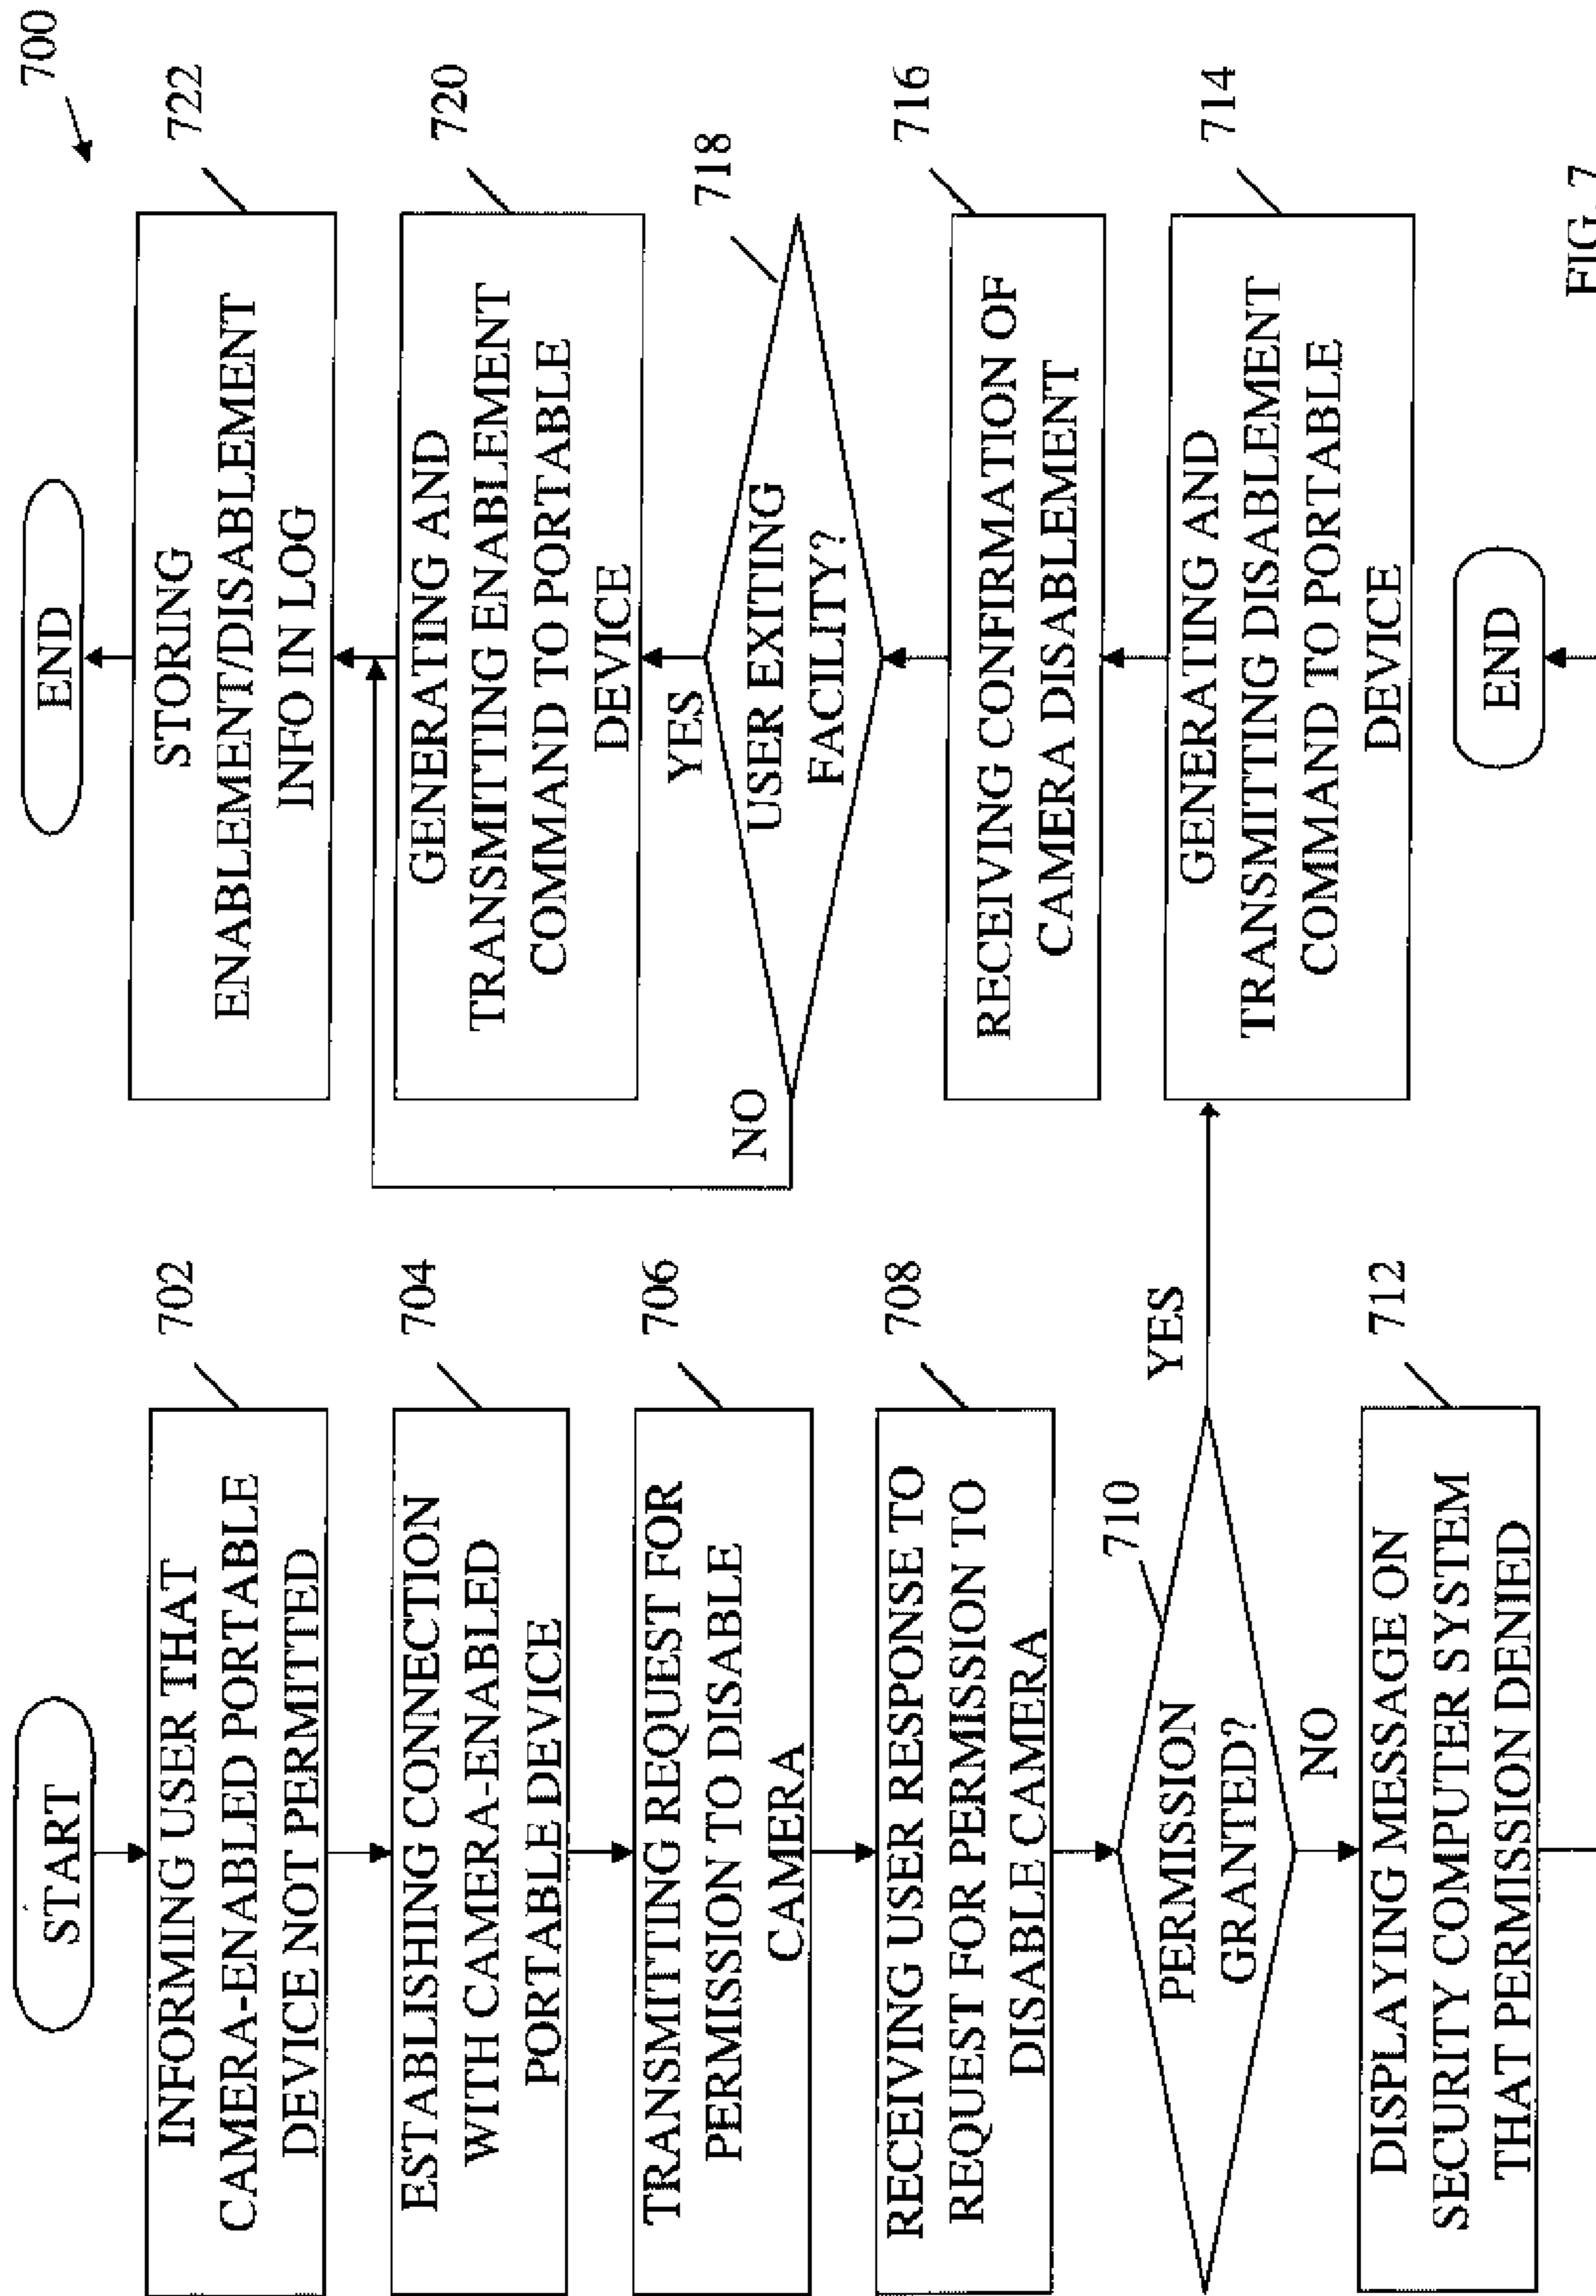 700
START
INFORMING USER THAT
CAMERA-ENABLED PORTABLE
DEVICE NOT PERMITTED
702
ESTABLISHING CONNECTION
WITH CAMERA-ENABLED
PORTABLE DEVICE
704
TRANSMITTING REQUEST FOR
PERMISSION TO DISABLE
CAMERA
706
RECEIVING USER RESPONSE TO
REQUEST FOR PERMISSION TO
DISABLE CAMERA
708
PERMISSION
GRANTED?
710
YES
NO
DISPLAYING MESSAGE ON
SECURITY COMPUTER SYSTEM
THAT PERMISSION DENIED
712
END
GENERATING AND
TRANSMITTING DISABLEMENT
COMMAND TO PORTABLE
DEVICE
714
RECEIVING CONFIRMATION OF
CAMERA DISABLEMENT
716
USER EXITING
FACILITY?
718
YES
NO
GENERATING AND
TRANSMITTING ENABLEMENT
COMMAND TO PORTABLE
DEVICE
720
STORING
ENABLEMENT/DISABLEMENT
INFO IN LOG
722
END
FIG. 7